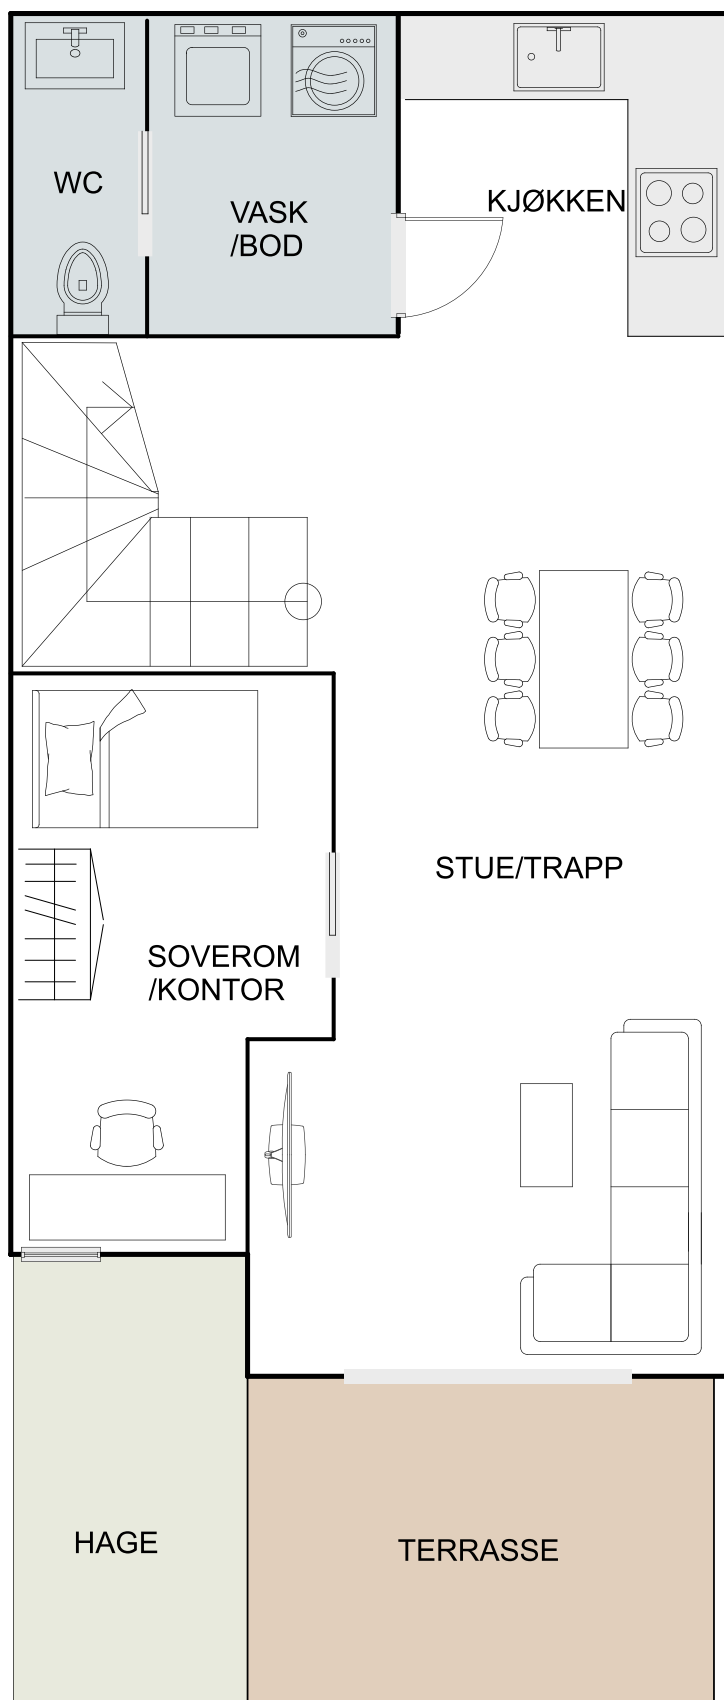 WC
VASK
/BOD
KJØKKEN
STUE/TRAPP
SOVEROM
/KONTOR
HAGE
TERRASSE